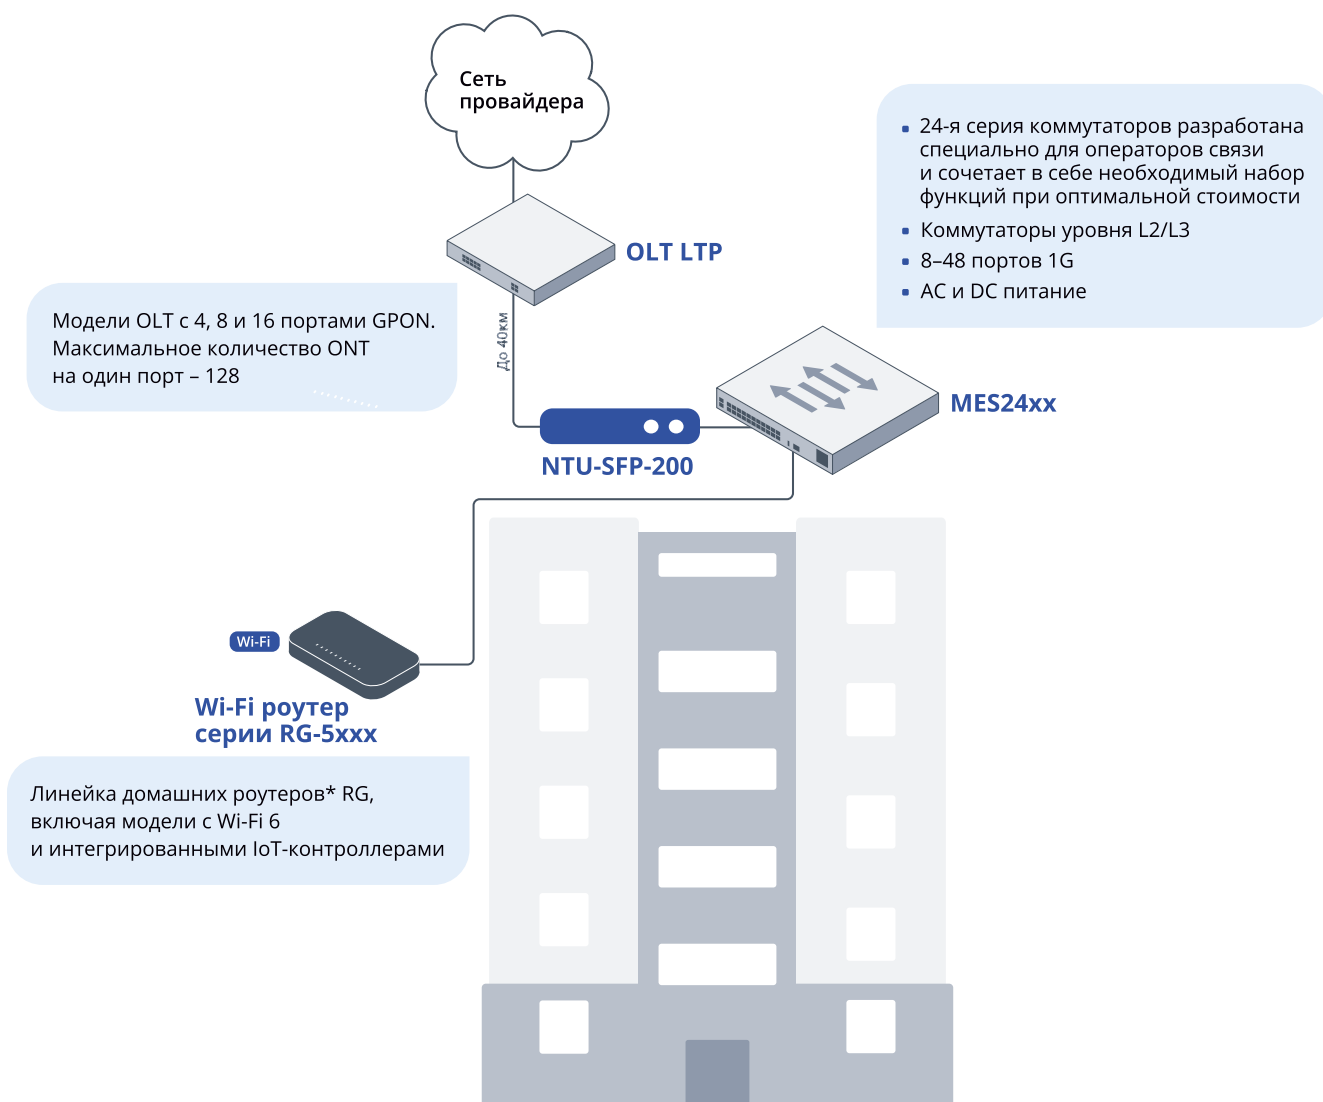 Сеть
провайдера
24-я серия коммутаторов разработана
специально для операторов связи
и сочетает в себе необходимый набор
функций при оптимальной стоимости
Коммутаторы уровня L2/L3
8–48 портов 1G
AC и DC питание
OLT LTP
Модели OLT с 4, 8 и 16 портами GPON.
Максимальное количество ONT
на один порт – 128
До 40км
MES24xx
NTU-SFP-200
Wi-Fi
Wi-Fi роутер
серии RG-5xxx
Линейка домашних роутеров* RG,
включая модели с Wi-Fi 6
и интегрированными IoT-контроллерами